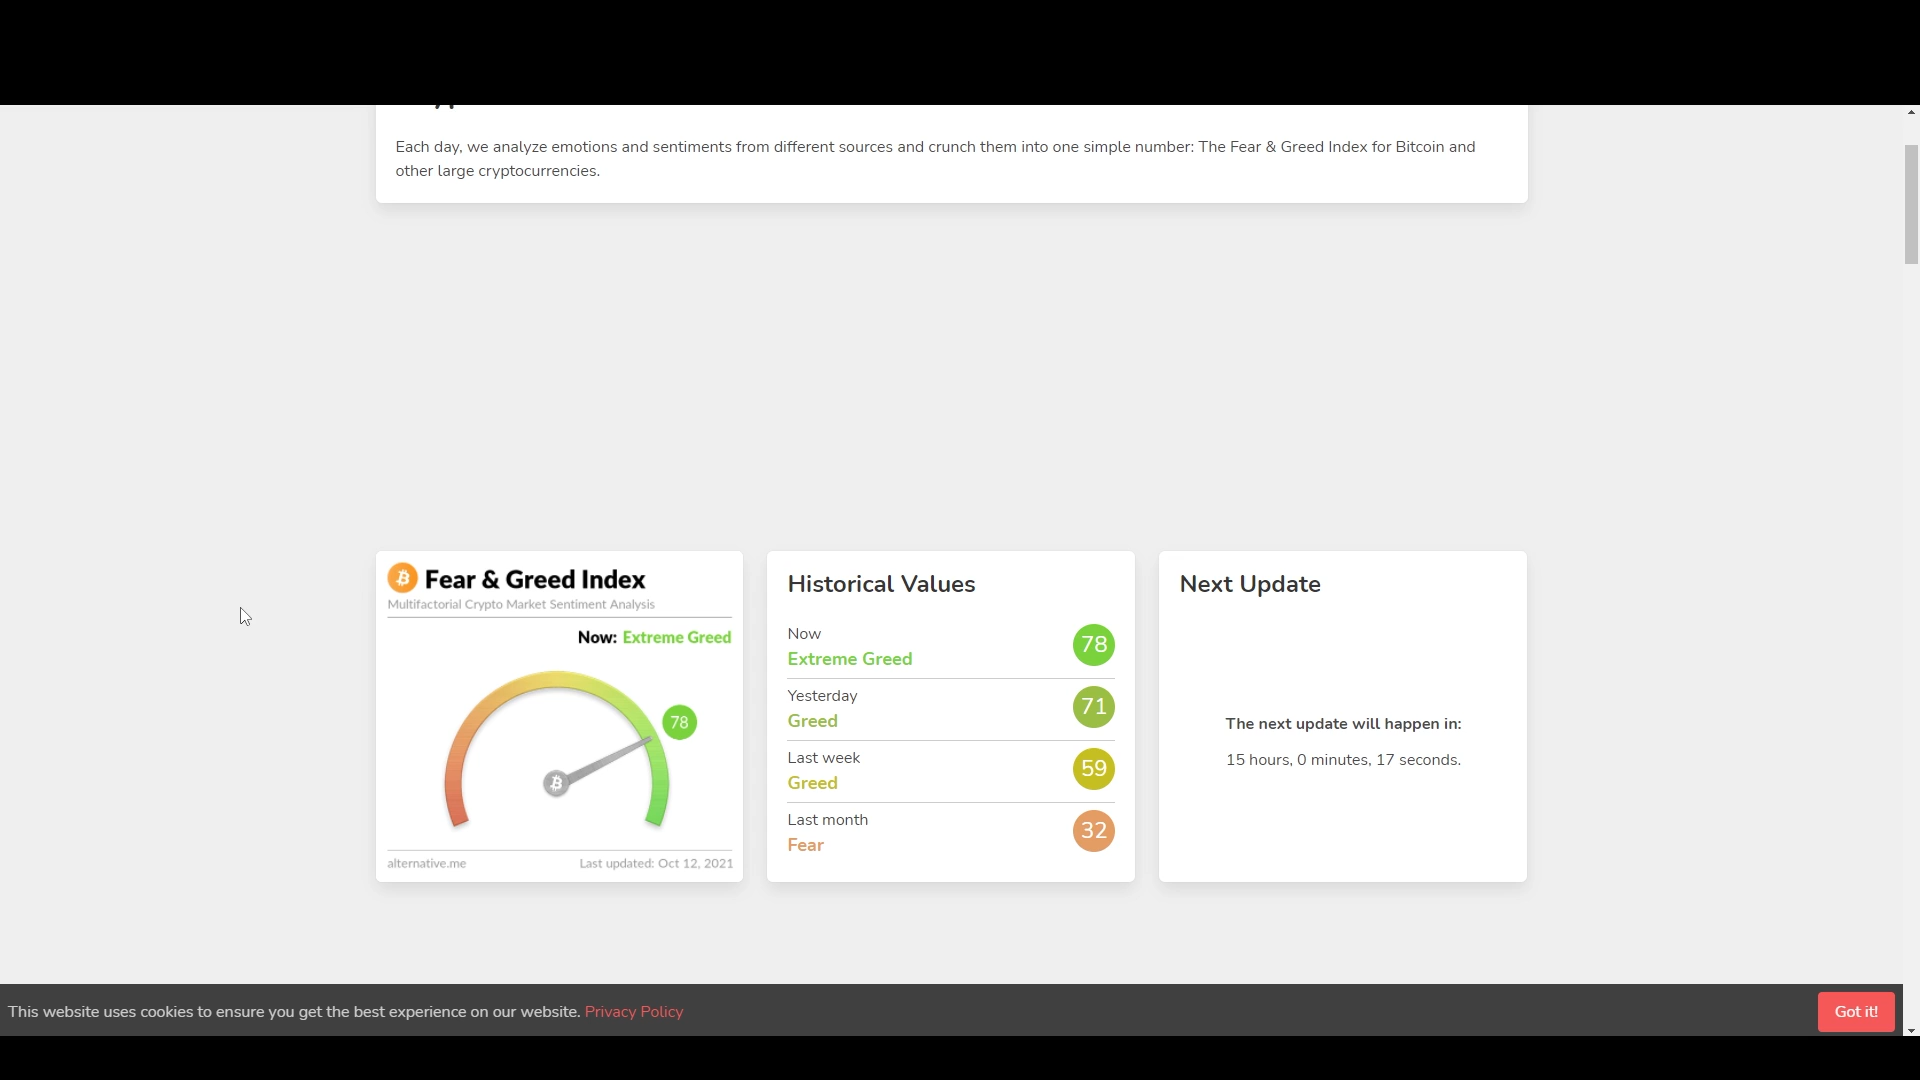 Each day, we analyze emotions and sentiments from different sources and crunch them into one simple number: The Fear & Greed Index for Bitcoin and
other large cryptocurrencies.
Fear & Greed Index
Multifactorial Crypto Market Sentiment Analysis
Now: Extreme Greed
78
alternative.me
Last updated: Oct 12, 2021
Historical Values
Now
Extreme Greed
78
Yesterday
Greed
71
Last week
Greed
59
Last month
Fear
32
Next Update
The next update will happen in:
15 hours, 0 minutes, 17 seconds.
This website uses cookies to ensure you get the best experience on our website. Privacy Policy
Got it!